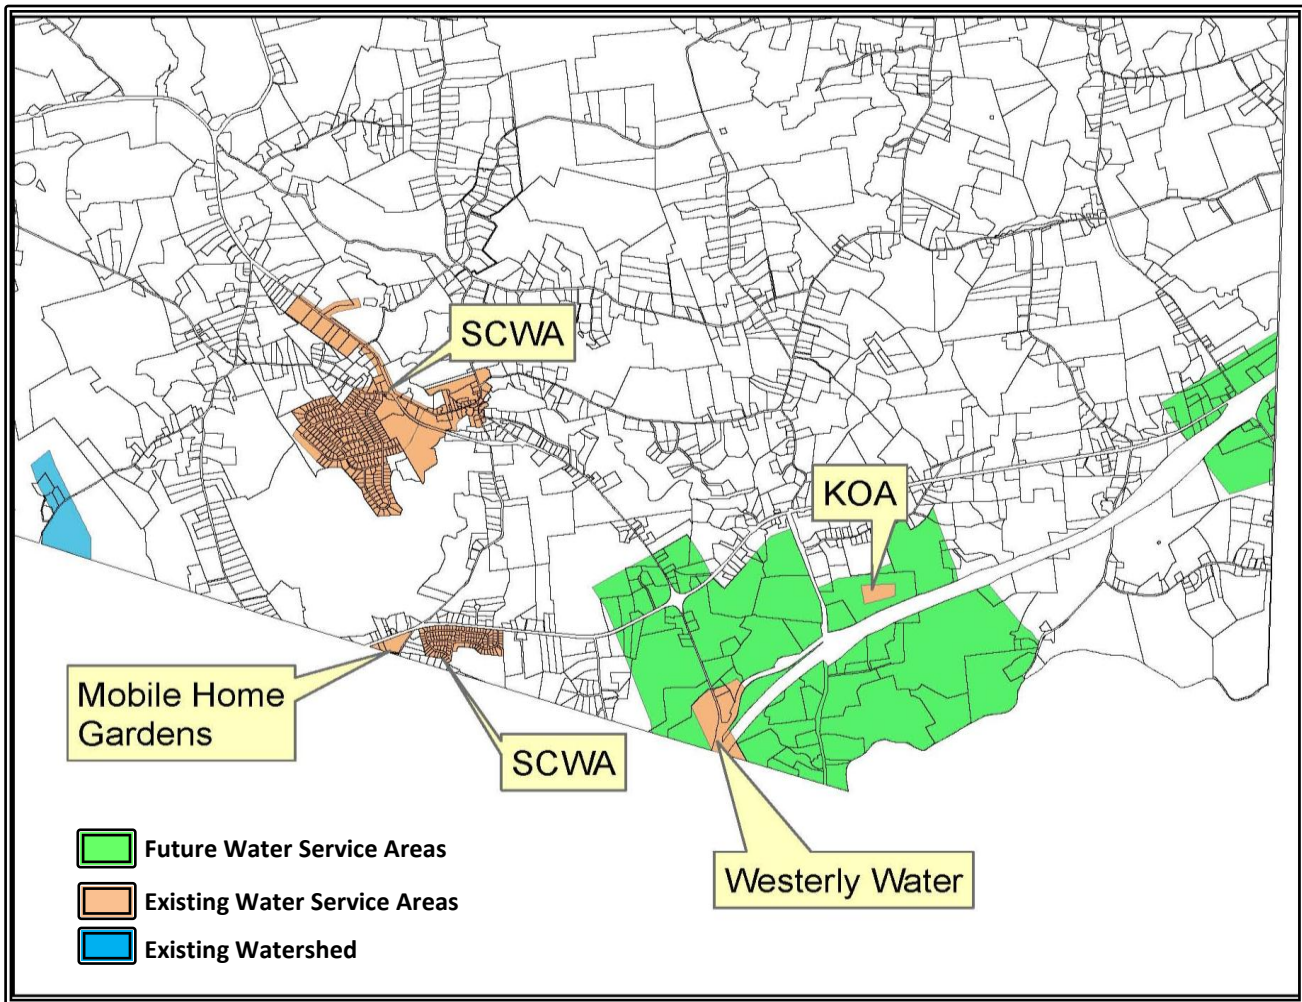 SCWA
KOA
Mobile Home
Gardens
SCWA
Westerly Water
Future Water Service Areas
Existing Water Service Areas
Existing Watershed